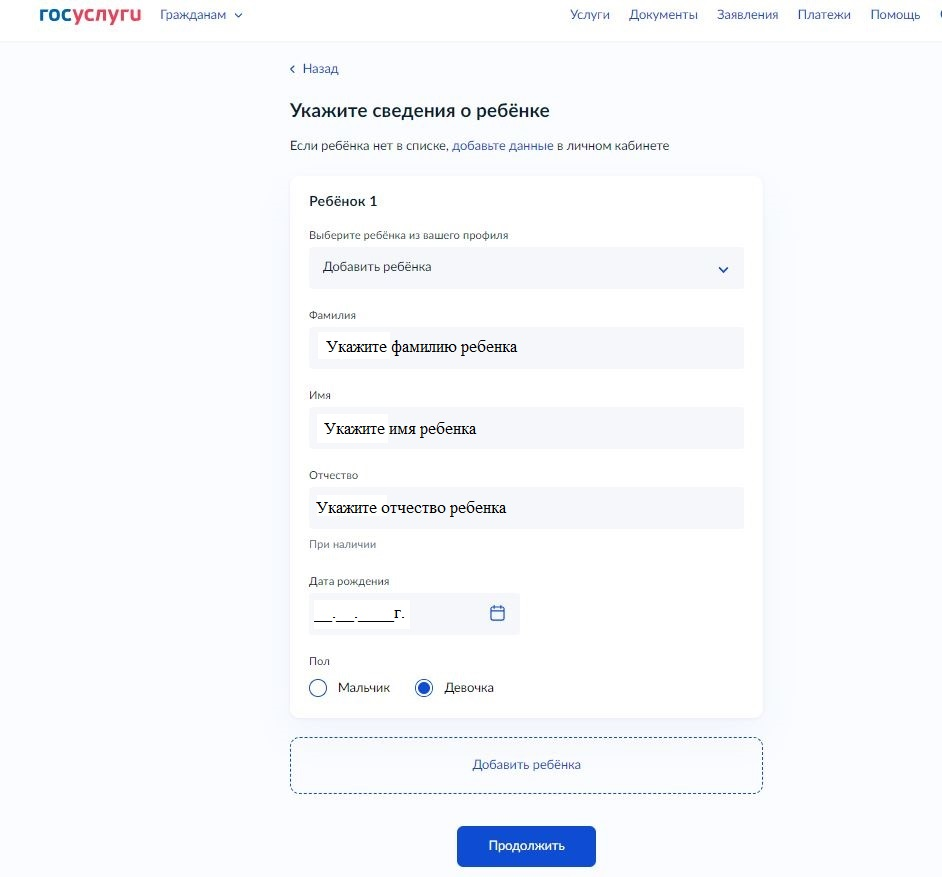 госуслуги Гражданам Услуги Документы Заявления Платежи Помощь
Назад
Укажите сведения о ребёнке
Если ребёнка нет в списке, добавьте данные в личном кабинете
Ребёнок 1
Выберите ребёнка из вашего профиля
Добавить ребёнка
Фамилия
Укажите фамилию ребенка
Имя
Укажите имя ребенка
Отчество
Укажите отчество ребенка
При наличии
Дата рождения
__.__.____г.
Пол
Мальчик Девочка
Добавить ребёнка
Продолжить